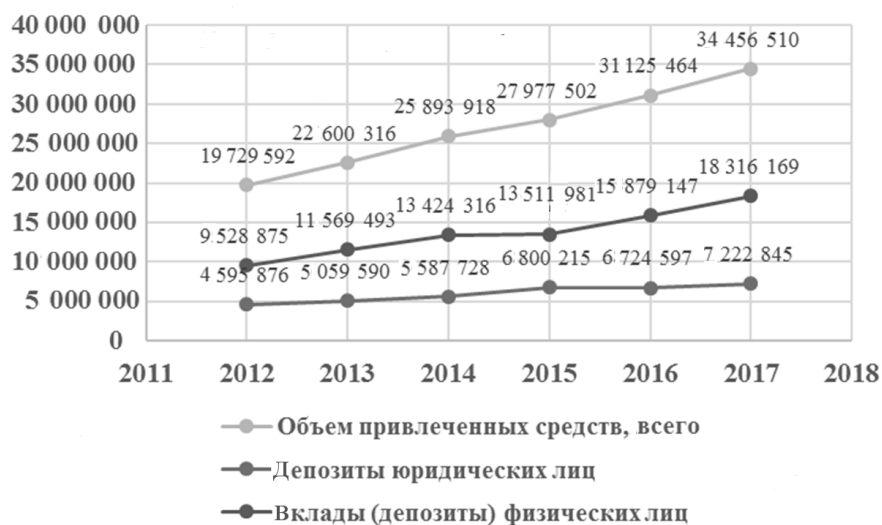 40 000 000
35 000 000
30 000 000
25 000 000
20 000 000
15 000 000
10 000 000
5 000 000
0
19 729 592
22 600 316
25 893 918
27 977 502
31 125 464
34 456 510
9 528 875
11 569 493
13 424 316
13 511 981
15 879 147
18 316 169
4 595 876
5 059 590
5 587 728
6 800 215
6 724 597
7 222 845
2011 2012 2013 2014 2015 2016 2017 2018
Объем привлеченных средств, всего
Депозиты юридических лиц
Вклады (депозиты) физических лиц